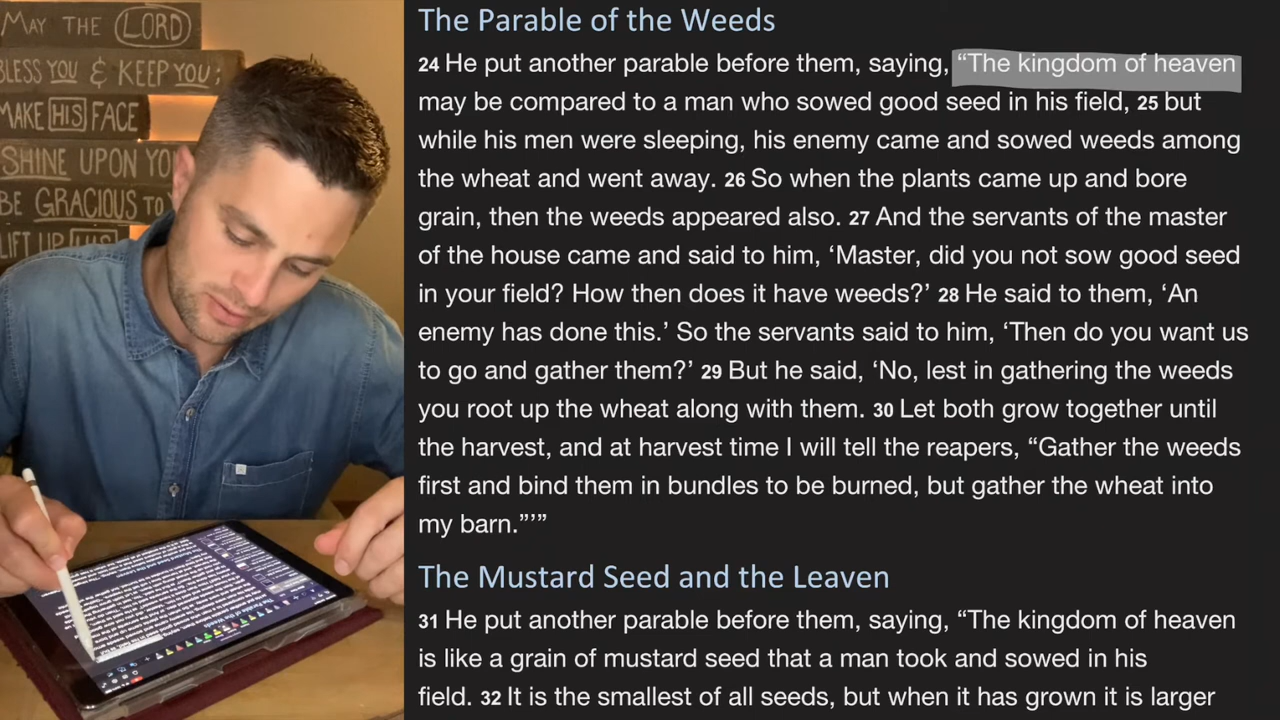 MAY THE LORD
BLESS YOU & KEEP YOU;
MAKE HIS FACE
SHINE UPON YOU
BE GRACIOUS TO
LIFT UP HIS
The Parable of the Weeds
24 He put another parable before them, saying, “The kingdom of heaven
may be compared to a man who sowed good seed in his field, 25 but
while his men were sleeping, his enemy came and sowed weeds among
the wheat and went away. 26 So when the plants came up and bore
grain, then the weeds appeared also. 27 And the servants of the master
of the house came and said to him, ‘Master, did you not sow good seed
in your field? How then does it have weeds?’ 28 He said to them, ‘An
enemy has done this.’ So the servants said to him, ‘Then do you want us
to go and gather them?’ 29 But he said, ‘No, lest in gathering the weeds
you root up the wheat along with them. 30 Let both grow together until
the harvest, and at harvest time I will tell the reapers, “Gather the weeds
first and bind them in bundles to be burned, but gather the wheat into
my barn.”’”
The Mustard Seed and the Leaven
31 He put another parable before them, saying, “The kingdom of heaven
is like a grain of mustard seed that a man took and sowed in his
field. 32 It is the smallest of all seeds, but when it has grown it is larger